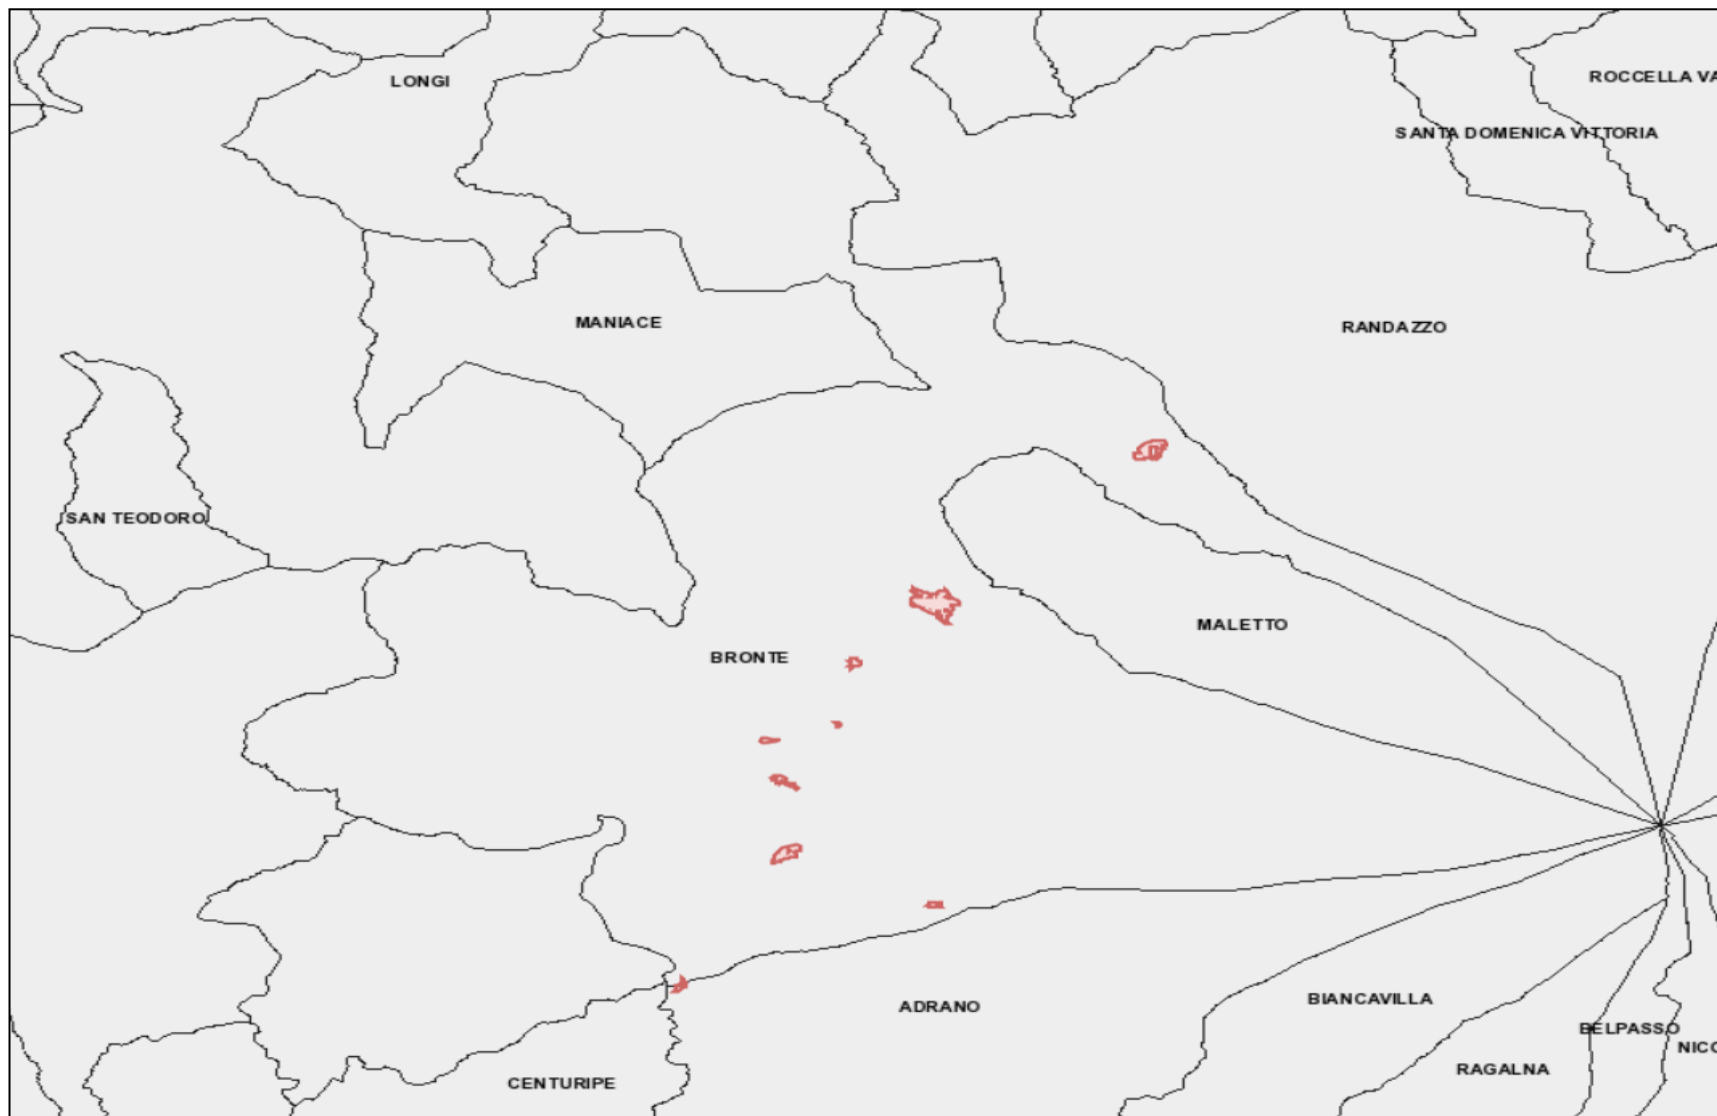 LONGI
ROCCELLA VA
SANTA DOMENICA VITTORIA
MANIACE
RANDAZZO
SAN TEODORO
MALETTO
BRONTE
ADRANO
BIANCAVILLA
BELPASSO
NICO
RAGALNA
CENTURIPE